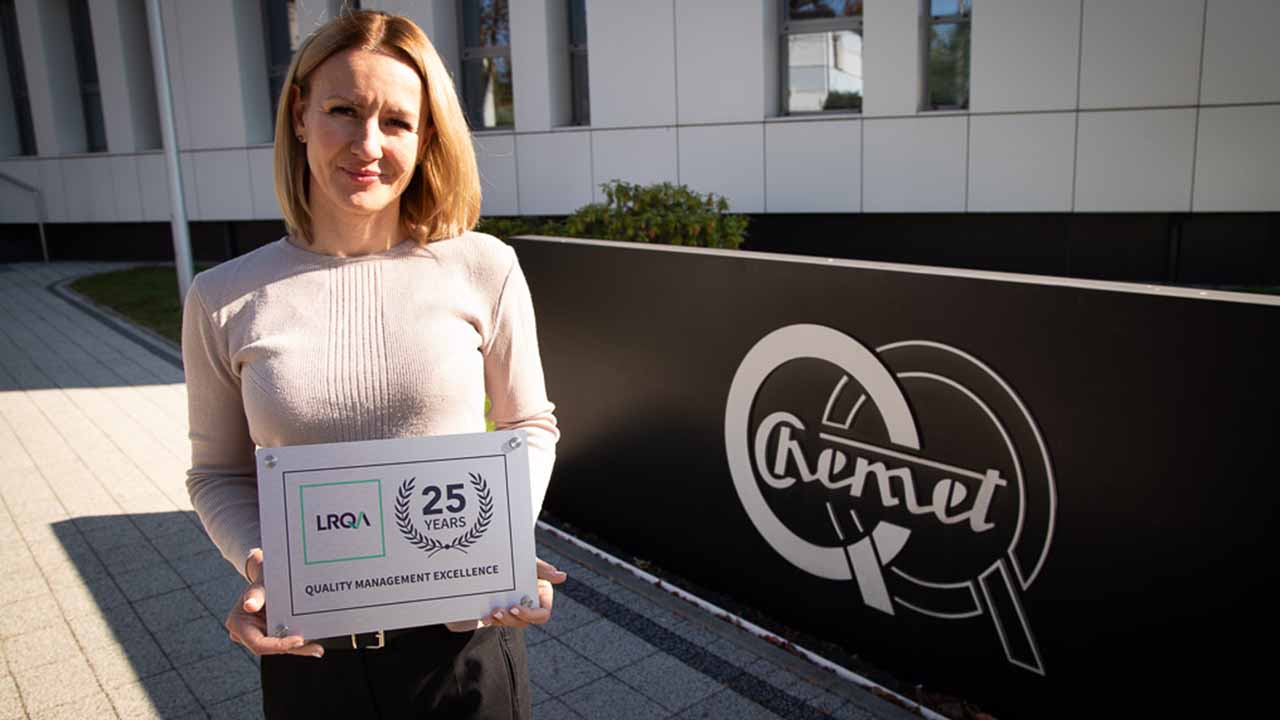 LRQA
25
YEARS
QUALITY MANAGEMENT EXCELLENCE
Chemet